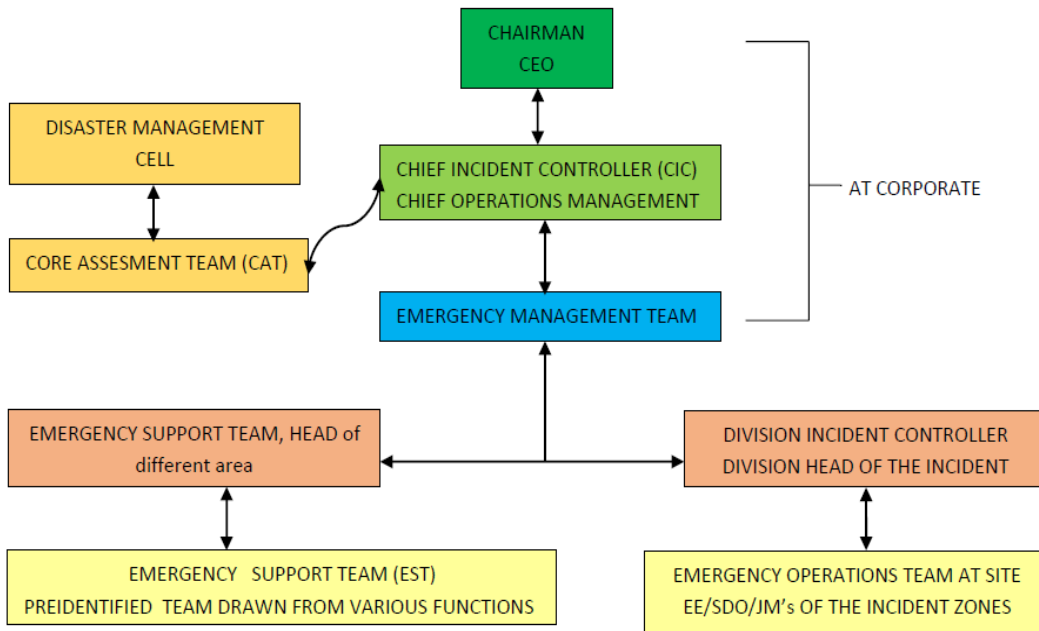 CHAIRMAN
CEO
DISASTER MANAGEMENT
CELL
CHIEF INCIDENT CONTROLLER (CIC)
CHIEF OPERATIONS MANAGEMENT
AT CORPORATE
CORE ASSESMENT TEAM (CAT)
EMERGENCY MANAGEMENT TEAM
EMERGENCY SUPPORT TEAM, HEAD of
different area
DIVISION INCIDENT CONTROLLER
DIVISION HEAD OF THE INCIDENT
EMERGENCY SUPPORT TEAM (EST)
PREIDENTIFIED TEAM DRAWN FROM VARIOUS FUNCTIONS
EMERGENCY OPERATIONS TEAM AT SITE
EE/SDO/JM's OF THE INCIDENT ZONES